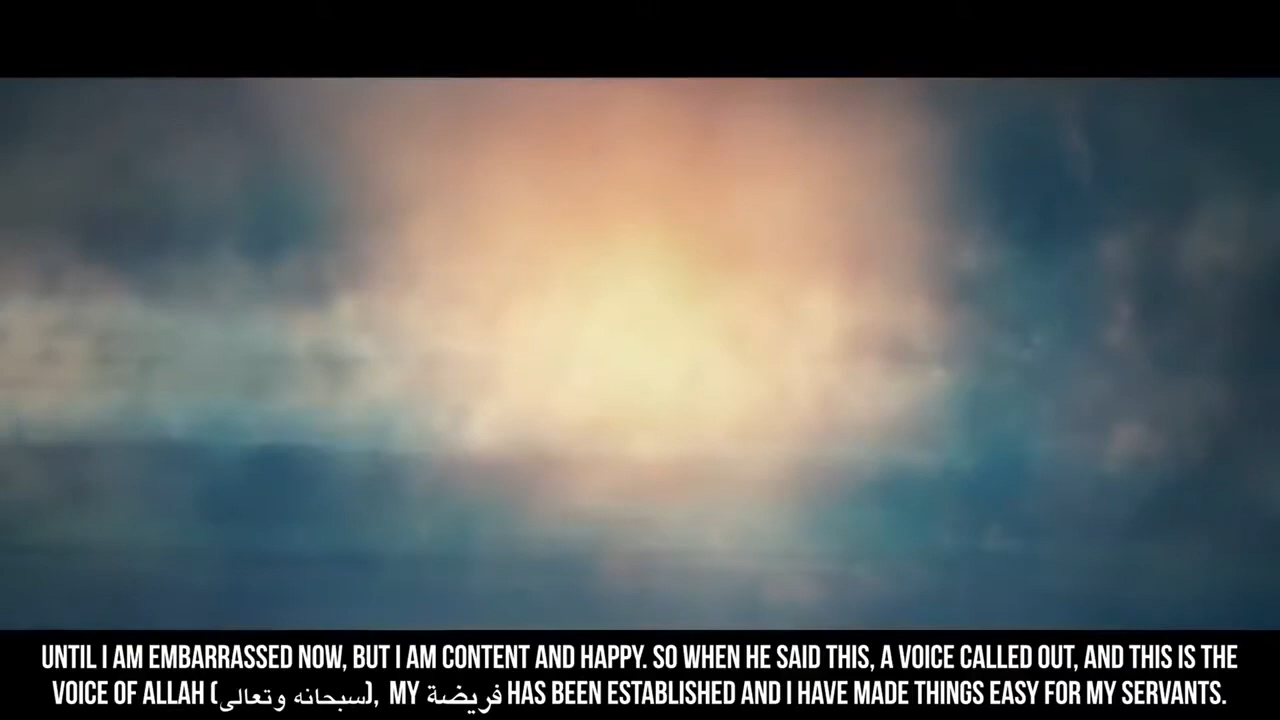 UNTIL I AM EMBARRASSED NOW, BUT I AM CONTENT AND HAPPY. SO WHEN HE SAID THIS, A VOICE CALLED OUT, AND THIS IS THE
VOICE OF ALLAH (سبحانه وتعالى), MY فريضة HAS BEEN ESTABLISHED AND I HAVE MADE THINGS EASY FOR MY SERVANTS.